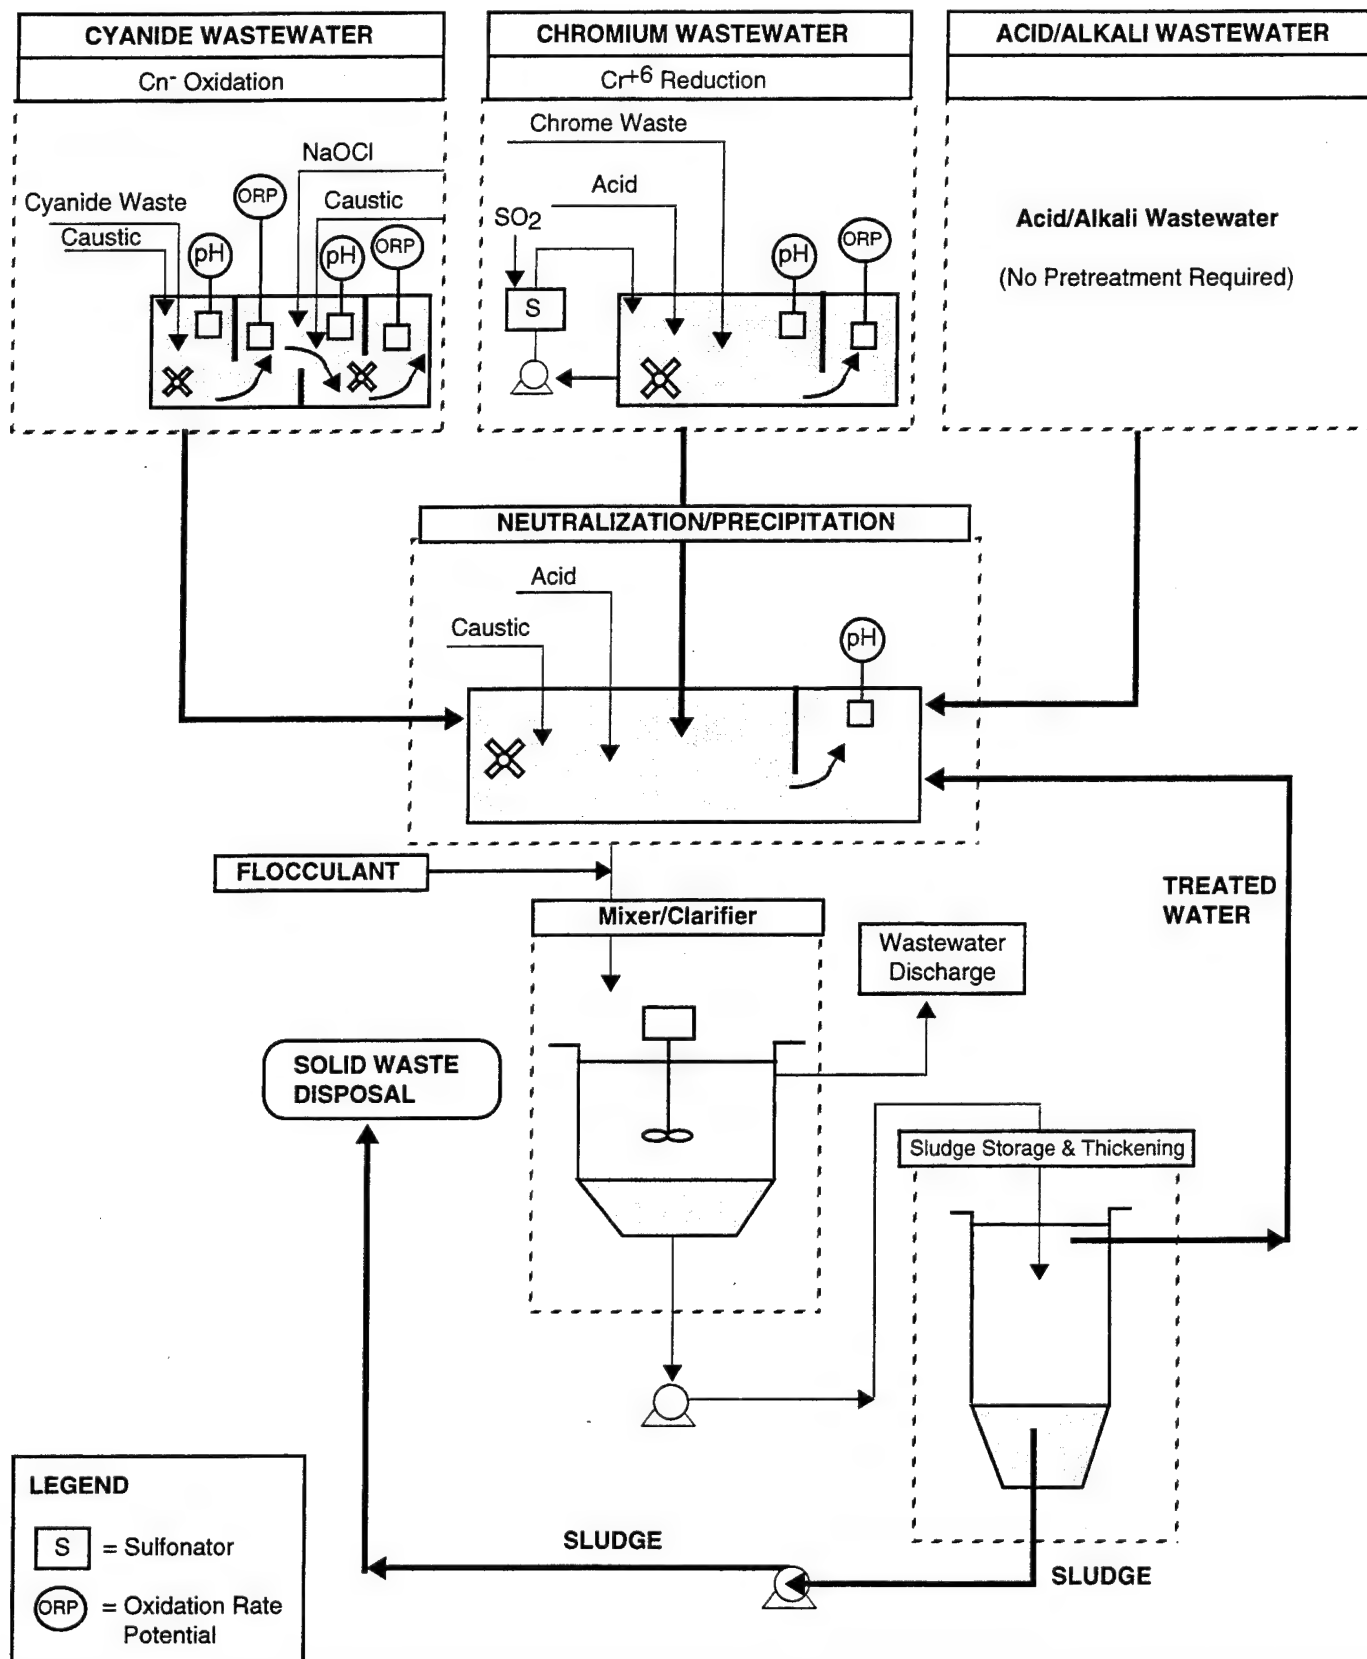 CYANIDE WASTEWATER
Cn- Oxidation
CHROMIUM WASTEWATER
Cr+6 Reduction
ACID/ALKALI WASTEWATER
NaOCl
ORP
Cyanide Waste
Caustic
Caustic
pH
pH
ORP
Chrome Waste
Acid
SO2
S
pH
ORP
Acid/Alkali Wastewater
(No Pretreatment Required)
NEUTRALIZATION/PRECIPITATION
Acid
Caustic
pH
FLOCCULANT
Mixer/Clarifier
Wastewater
Discharge
TREATED
WATER
SOLID WASTE
DISPOSAL
Sludge Storage & Thickening
SLUDGE
SLUDGE
LEGEND
S = Sulfonator
ORP = Oxidation Rate
Potential